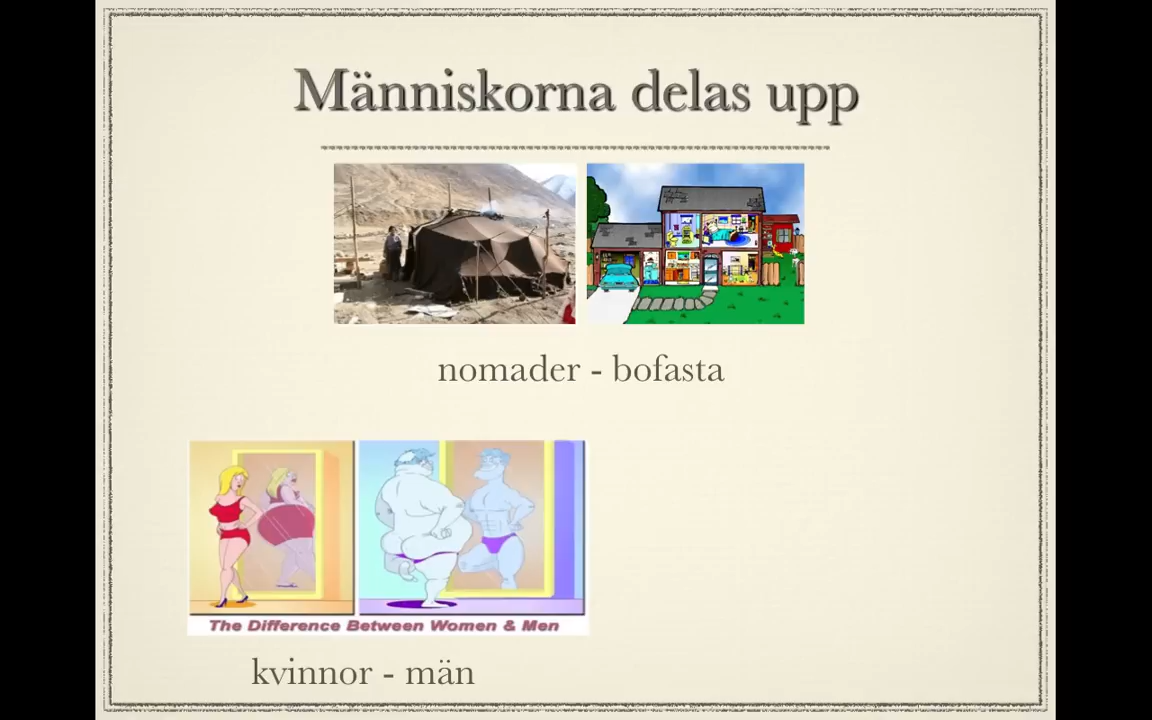 Människorna delas upp
nomader - bofasta
The Difference Between Women & Men
kvinnor - män